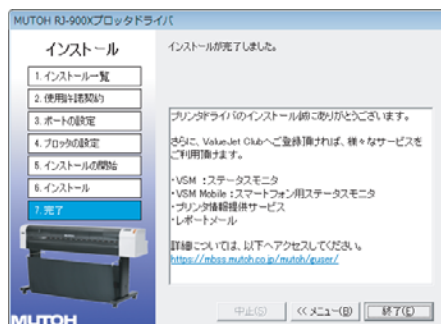 MUTOH RJ-900Xプロッタドライバ
インストール
1. インストール一覧
2. 使用許諾契約
3. ポートの設定
4. プロッタの設定
5. インストールの開始
6. インストール
7. 完了
MUTOH
インストールが完了しました。
プリンタドライバのインストール誠にありがとうございます。
さらに、ValueJet Clubへご登録頂ければ、様々なサービスを
ご利用頂けます。
・VSM :ステータスモニタ
・VSM Mobile :スマートフォン用ステータスモニタ
・プリンタ情報提供サービス
・レポートメール
詳細については、以下へアクセスしてください。
https://mbss.mutoh.co.jp/mutoh/guser/
中止(S)
<< メニュー(B)
終了(E)